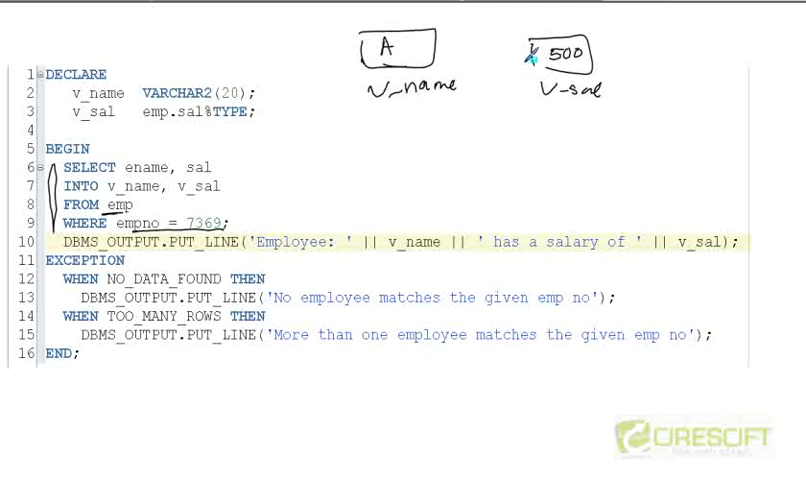 A
500
v_name
v-sal
1 DECLARE
2 v_name VARCHAR2(20);
3 v_sal emp.sal%TYPE;
4
5 BEGIN
6 SELECT ename, sal
7 INTO v_name, v_sal
8 FROM emp
9 WHERE empno = 7369;
10 DBMS_OUTPUT.PUT_LINE('Employee: ' || v_name || ' has a salary of ' || v_sal);
11 EXCEPTION
12 WHEN NO_DATA_FOUND THEN
13 DBMS_OUTPUT.PUT_LINE('No employee matches the given emp no');
14 WHEN TOO_MANY_ROWS THEN
15 DBMS_OUTPUT.PUT_LINE('More than one employee matches the given emp no');
16 END;
CIRESCIFT